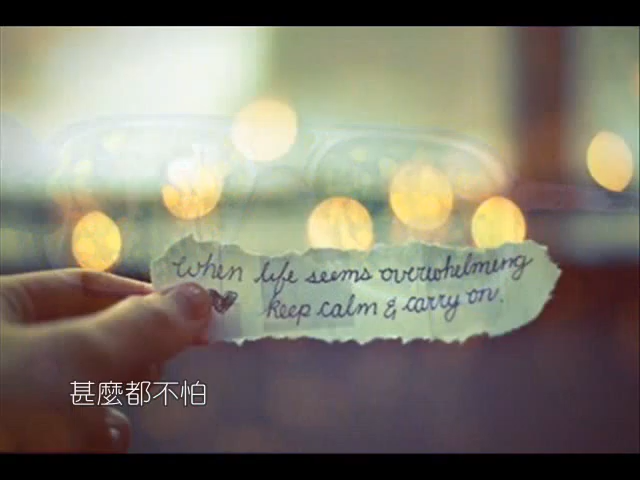 When life seems overwhelming
keep calm & carry on.
甚麼都不怕